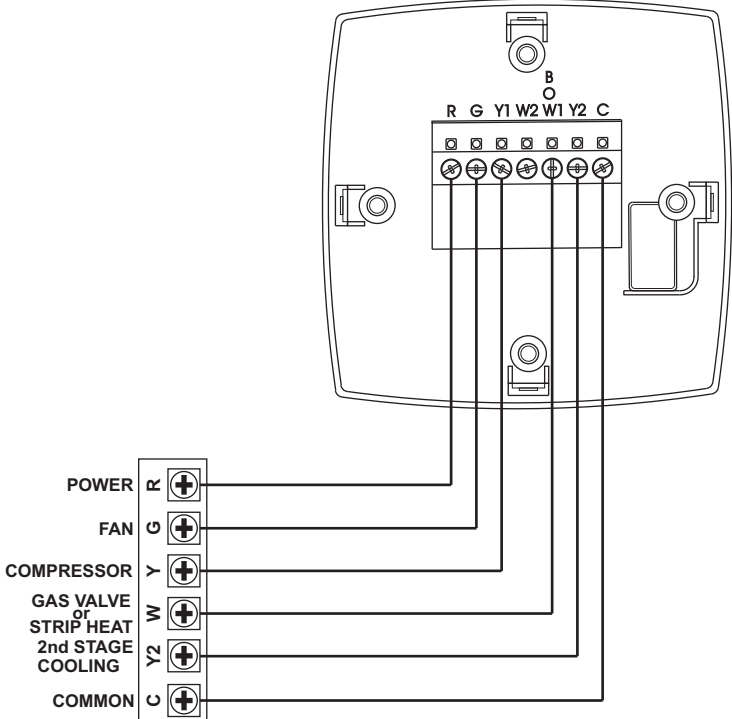 B
R G Y1 W2 W1 Y2 C
POWER R
FAN G
COMPRESSOR Y
GAS VALVE
or
STRIP HEAT
W
2nd STAGE
COOLING
Y2
COMMON C